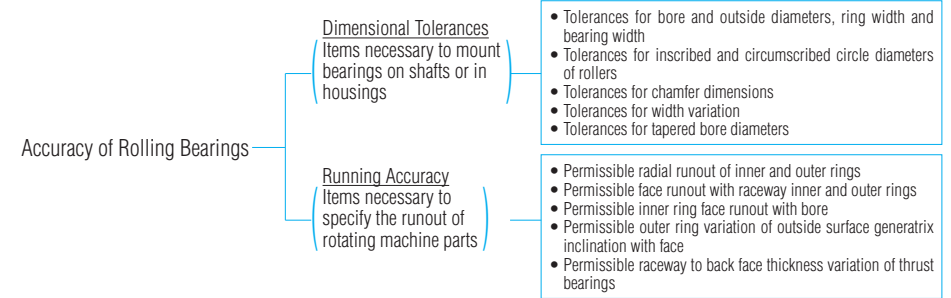 Accuracy of Rolling Bearings
Dimensional Tolerances
Items necessary to mount
bearings on shafts or in
housings
• Tolerances for bore and outside diameters, ring width and
bearing width
• Tolerances for inscribed and circumscribed circle diameters
of rollers
• Tolerances for chamfer dimensions
• Tolerances for width variation
• Tolerances for tapered bore diameters
Running Accuracy
Items necessary to
specify the runout of
rotating machine parts
• Permissible radial runout of inner and outer rings
• Permissible face runout with raceway inner and outer rings
• Permissible inner ring face runout with bore
• Permissible outer ring variation of outside surface generatrix
inclination with face
• Permissible raceway to back face thickness variation of thrust
bearings